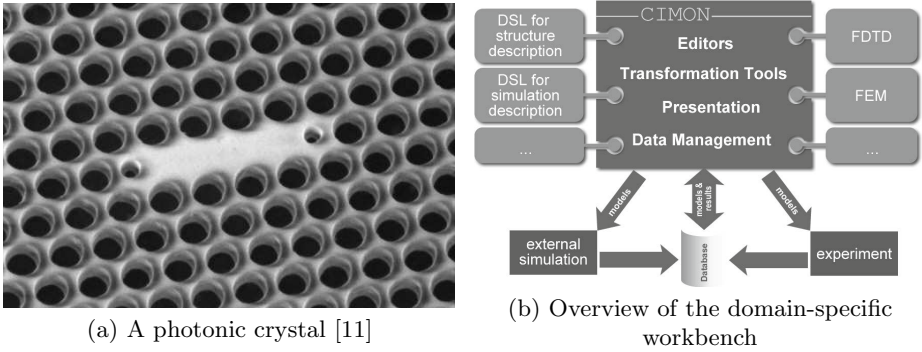 CIMON
DSL for
structure
description
Editors
FDTD
Transformation Tools
DSL for
simulation
description
FEM
Presentation
...
Data Management
...
models
models &
results
models
external
simulation
Database
experiment
(a) A photonic crystal [11]
(b) Overview of the domain-specific
workbench